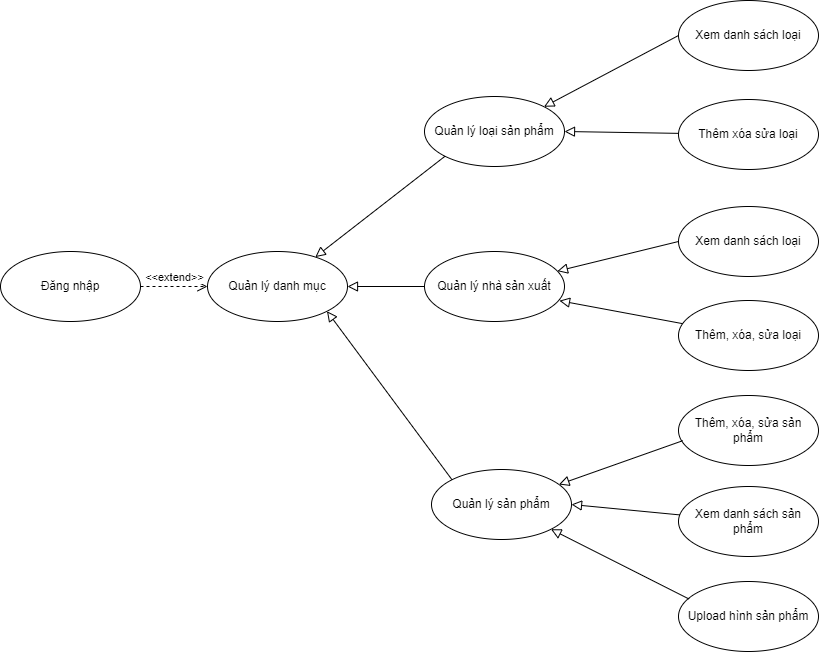 Xem danh sách loại
Quản lý loại sản phẩm
Thêm xóa sửa loại
Xem danh sách loại
<<extend>>
Đăng nhập
Quản lý danh mục
Quản lý nhà sản xuất
Thêm, xóa, sửa loại
Thêm, xóa, sửa sản
phẩm
Quản lý sản phẩm
Xem danh sách sản
phẩm
Upload hình sản phẩm